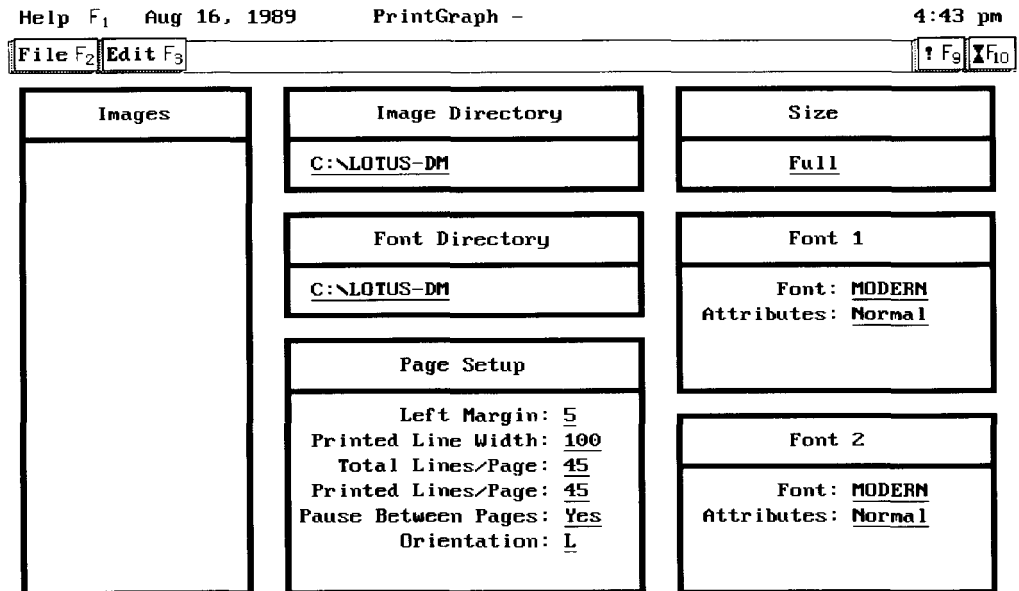 Help F₁ Aug 16, 1989 PrintGraph – 4:43 pm
File F₂ Edit F₃ ! F₉ F₁₀
Images
Image Directory
C:\LOTUS-DM
Font Directory
C:\LOTUS-DM
Page Setup
Left Margin: 5
Printed Line Width: 100
Total Lines/Page: 45
Printed Lines/Page: 45
Pause Between Pages: Yes
Orientation: L
Size
Full
Font 1
Font: MODERN
Attributes: Normal
Font 2
Font: MODERN
Attributes: Normal